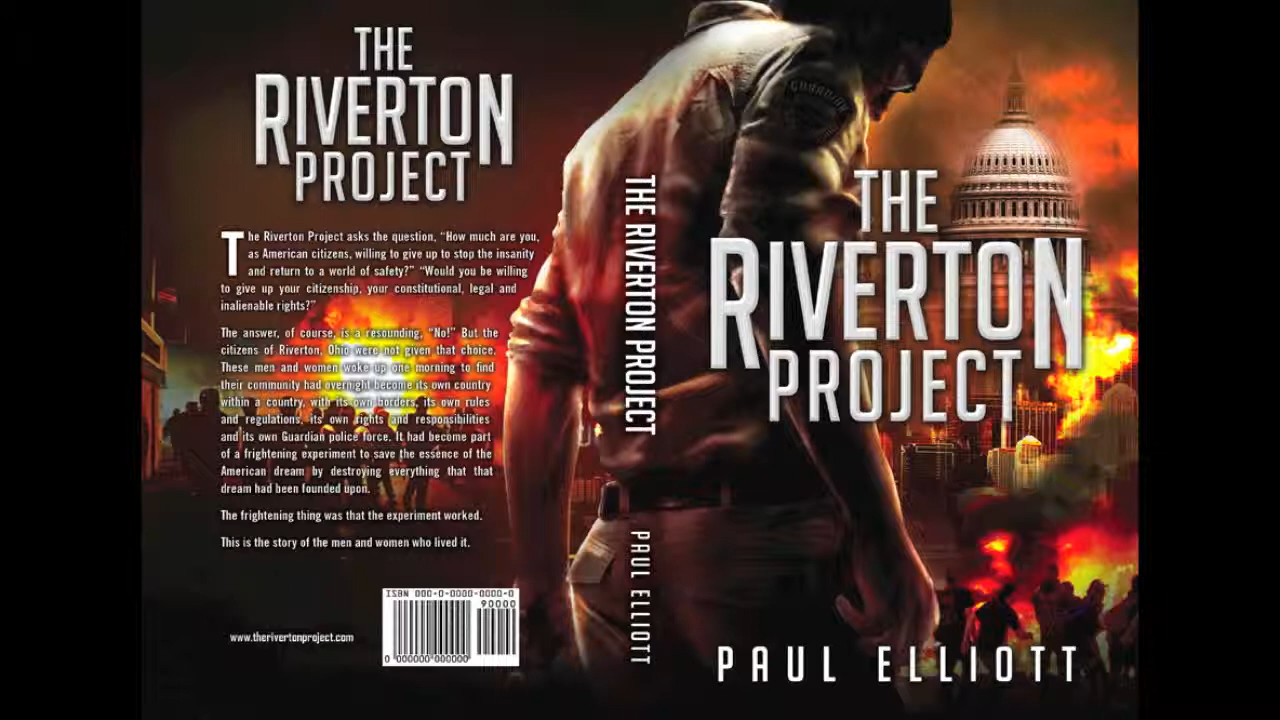 THE
RIVERTON
PROJECT
The Riverton Project asks the question, “How much are you,
as American citizens, willing to give up to stop the insanity
and return to a world of safety?” “Would you be willing
to give up your citizenship, your constitutional, legal and
inalienable rights?”
The answer, of course, is a resounding, “No!” But the
citizens of Riverton, Ohio were not given that choice.
These men and women woke up one morning to find
their community had overnight become its own country
within a country, with its own borders, its own rules
and regulations, its own rights and responsibilities
and its own Guardian police force. It had become part
of a frightening experiment to save the essence of the
American dream by destroying everything that that
dream had been founded upon.
The frightening thing was that the experiment worked.
This is the story of the men and women who lived it.
www.therivertonproject.com
ISBN 000-0-0000-0000-0
90000
0 000000 000000
THE RIVERTON PROJECT
PAUL ELLIOTT
GUARDIAN
THE
RIVERTON
PROJECT
PAUL ELLIOTT